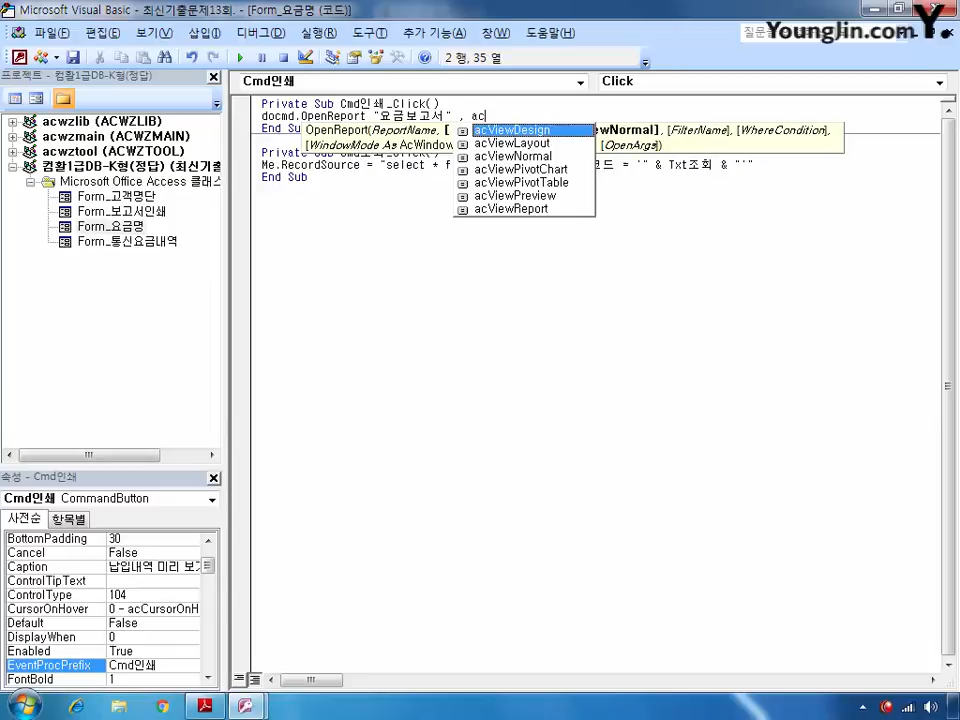 Microsoft Visual Basic - 최신기출문제13회. - [Form_요금명 (코드)]
파일(F) 편집(E) 보기(V) 삽입(I) 디버그(D) 실행(R) 도구(T) 추가 기능(A) 창(W) 도움말(H)
Younglin.com Y
2 행, 35 열
프로젝트 - 컴활1급DB-K형(정답)
acwzlib (ACWZLIB)
acwzmain (ACWZMAIN)
acwztool (ACWZTOOL)
컴활1급DB-K형(정답) (최신기
Microsoft Office Access 클래스
Form_고객명단
Form_보고서인쇄
Form_요금명
Form_통신요금내역
속성 - Cmd인쇄
Cmd인쇄 CommandButton
사전순 항목별
BottomPadding 30
Cancel False
Caption 납입내역 미리 보기
ControlTipText
ControlType 104
CursorOnHover 0 - acCursorOnH
Default False
DisplayWhen 0
Enabled True
EventProcPrefix Cmd인쇄
FontBold 1
Cmd인쇄 Click
Private Sub Cmd인쇄_Click()
docmd.OpenReport "요금보고서" , ac
End Su
OpenReport(ReportName, [ wNormal], [FilterName], [WhereCondition],
[WindowMode As AcWindow [OpenArgs])
acViewDesign
acViewLayout
acViewNormal
acViewPivotChart
acViewPivotTable
acViewPreview
acViewReport
Private Su
Me.RecordSource = "select * f 코드 = '" & Txt조회 & "'"
End Sub